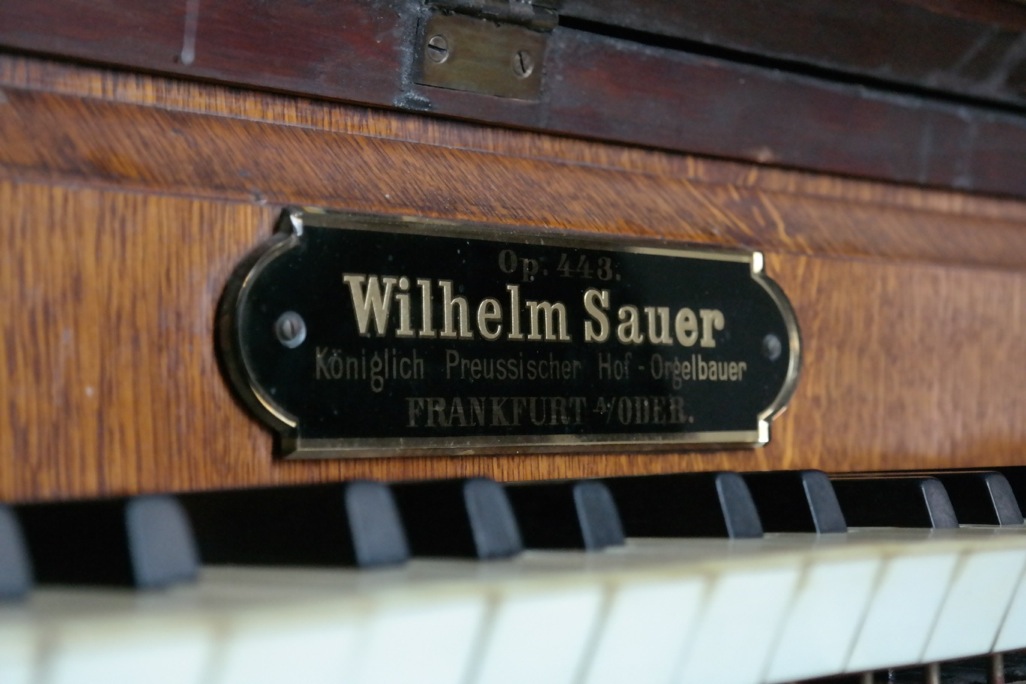 Op. 443.
Wilhelm Sauer
Königlich Preussischer Hof-Orgelbauer
FRANKFURT A/ODER.